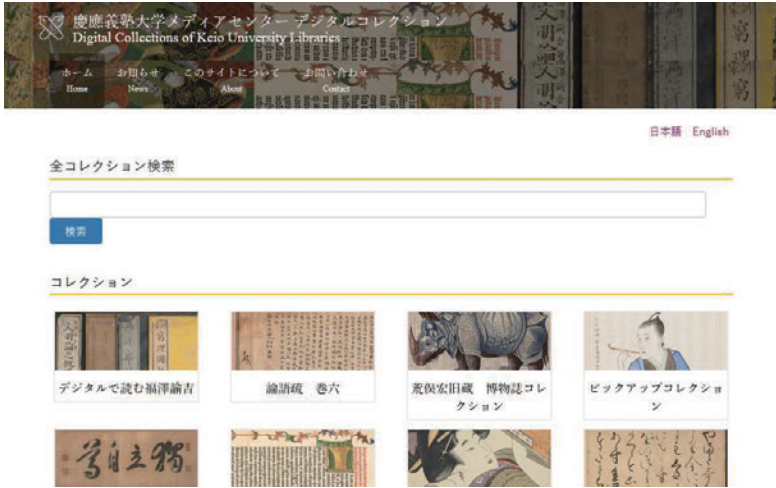 慶應義塾大学メディアセンター デジタルコレクション
Digital Collections of Keio University Libraries
ホーム お知らせ このサイトについて お問い合わせ
Home News About Contact
日本語 English
全コレクション検索
検索
コレクション
デジタルで読む福澤諭吉
論語疏 巻六
荒俣宏旧蔵 博物誌コレ
クション
ピックアップコレクショ
ン